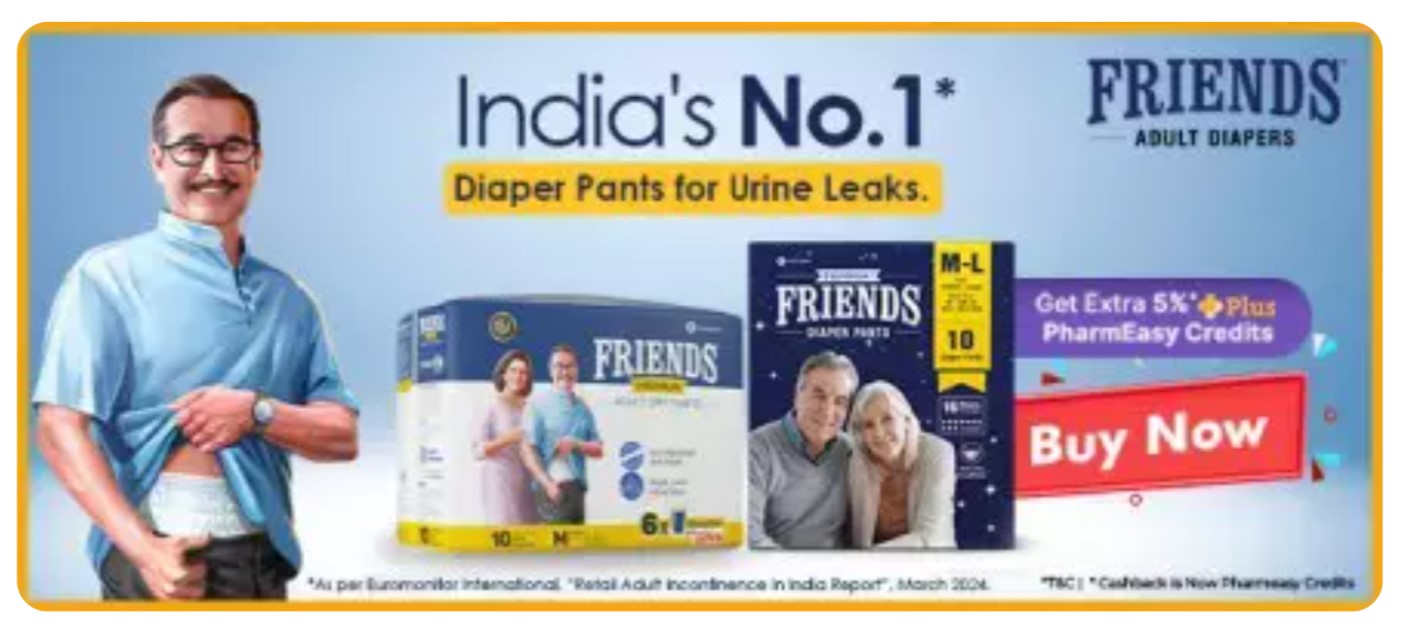 India's No.1*
Diaper Pants for Urine Leaks.
FRIENDS
ADULT DIAPERS
FRIENDS
10
M
6x
FRIENDS
DIAPER PANTS
M-L
10
Get Extra 5%* Plus
PharmEasy Credits
Buy Now
*As per Euromonitor International. "Retail Adult Incontinence in India Report", March 2024.
*T&C | *Cashback is Now Pharmeasy Credits